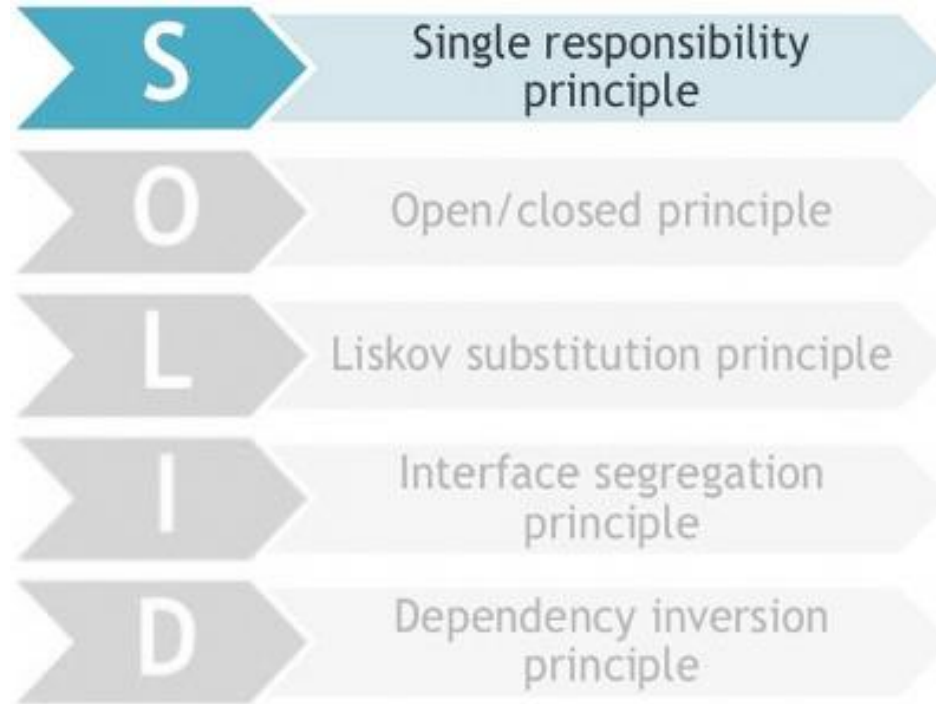 S
Single responsibility
principle
O
Open/closed principle
L
Liskov substitution principle
I
Interface segregation
principle
D
Dependency inversion
principle